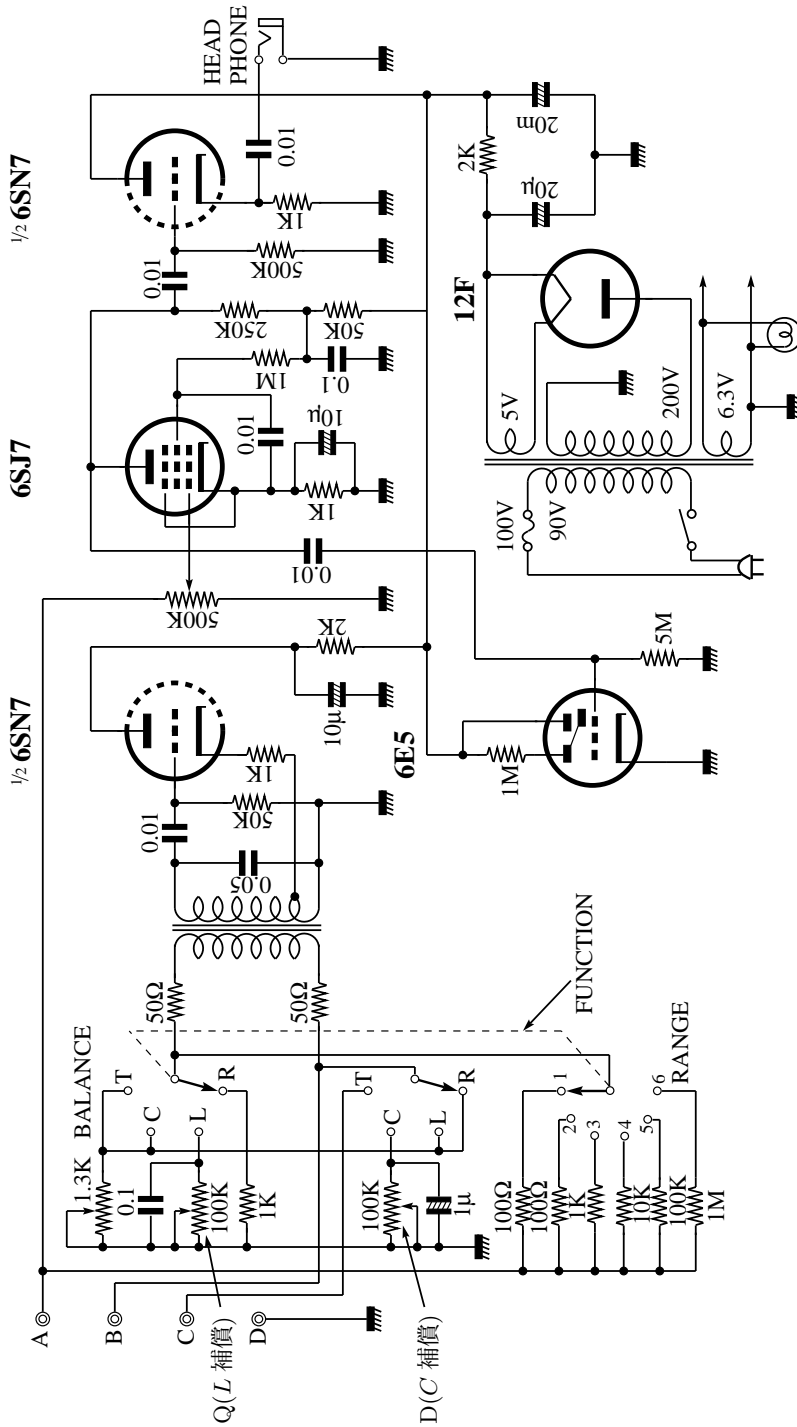 ½ 6SN7
6SJ7
½ 6SN7
HEAD
PHONE
0.01
1K
500K
0.01
250K
50K
1M
0.1
0.01
10μ
1K
0.01
500K
2K
10μ
1K
50K
0.01
0.05
50Ω
50Ω
BALANCE
1.3K
T
C
L
R
0.1
100K
1K
T
C
L
R
100K
1μ
A
B
C
D
Q(L 補償)
D(C 補償)
FUNCTION
RANGE
1
2
3
4
5
6
100Ω
100Ω
1K
10K
100K
1M
6E5
1M
5M
12F
2K
20μ
20m
5V
200V
6.3V
100V
90V